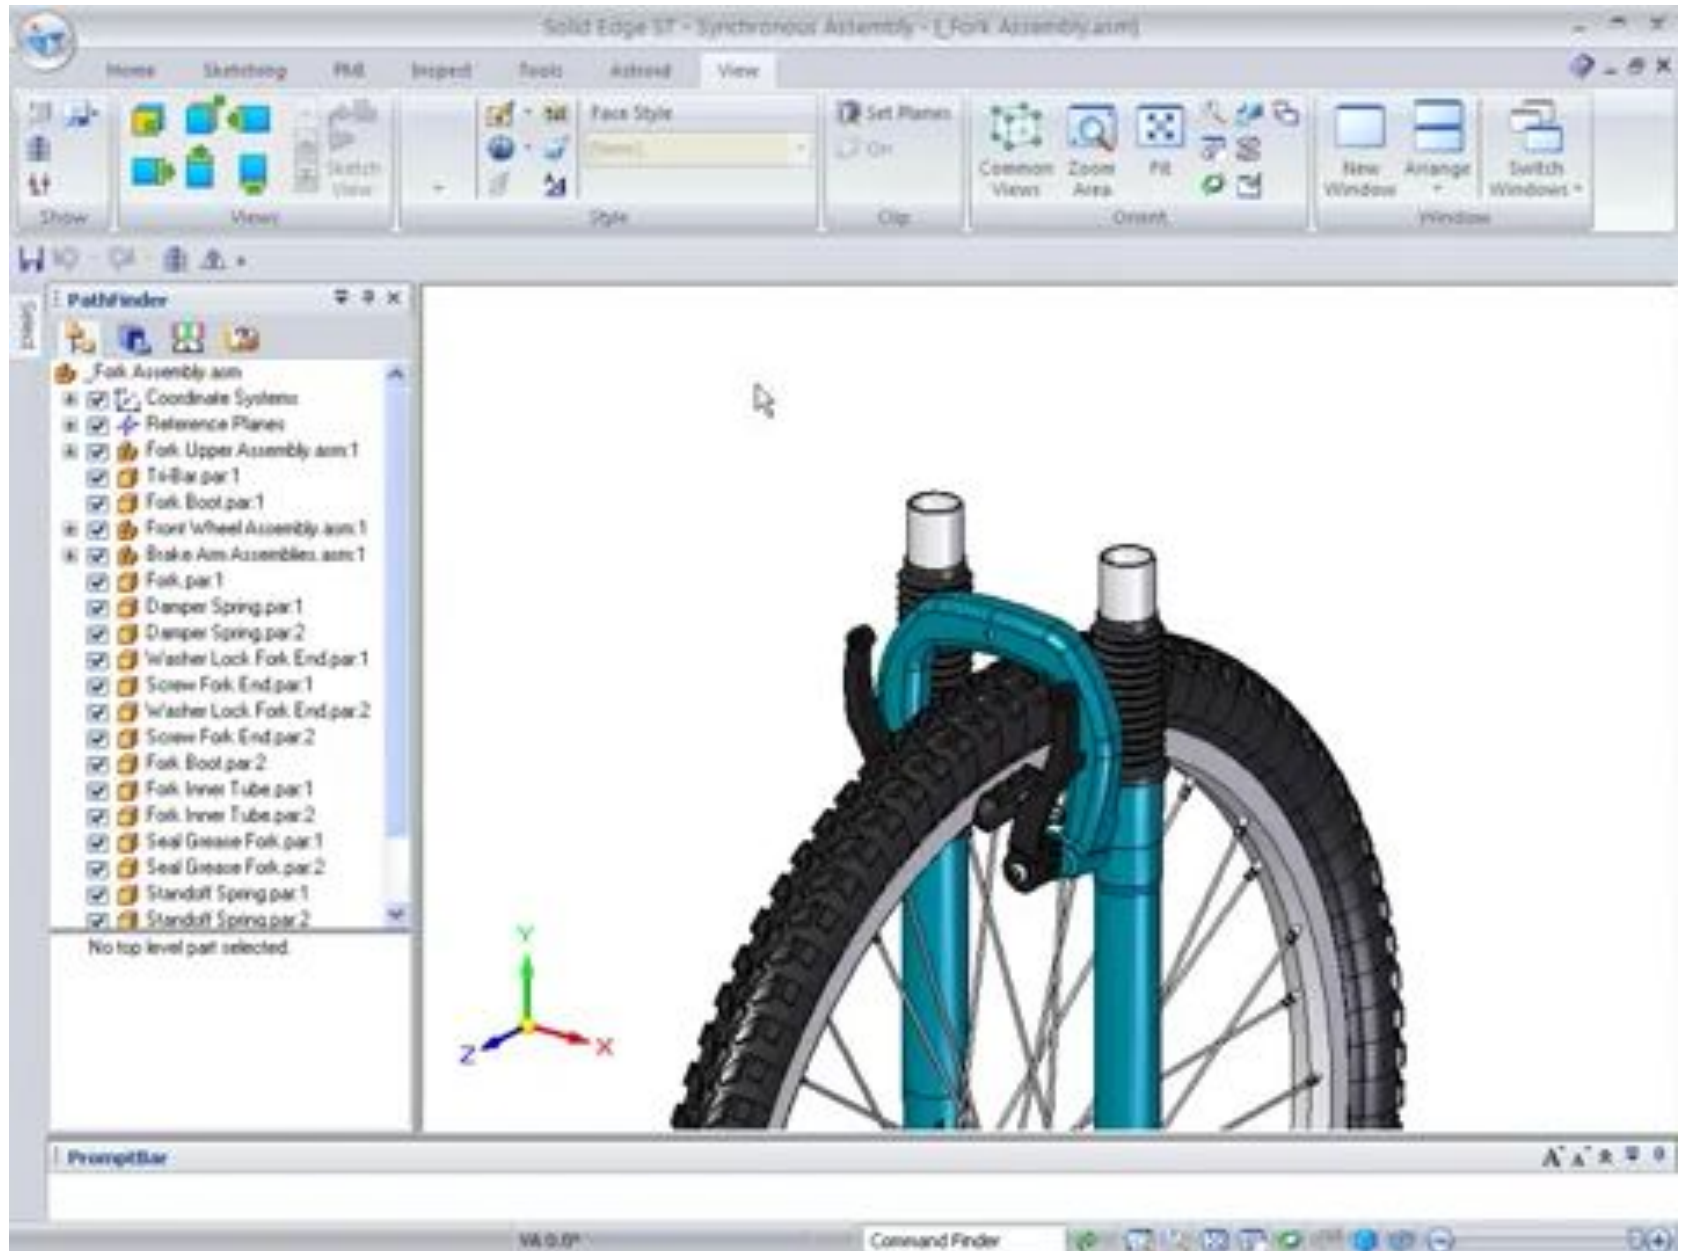 Solid Edge ST - Synchronous Assembly - [_Fork Assembly.asm]
Home Sketching PMI Inspect Tools View
Face Style
Set Planes
On
Sketch View
Common Views
Zoom Area
Fit
New Window
Arrange
Switch Windows
Show Views Style Clip Orient Window
Select
PathFinder
_Fork Assembly.asm
Coordinate Systems
Reference Planes
Fork Upper Assembly.asm:1
Tri-Bar.par:1
Fork Boot.par:1
Front Wheel Assembly.asm:1
Brake Arm Assemblies.asm:1
Fork.par:1
Damper Spring.par:1
Damper Spring.par:2
Washer Lock Fork End.par:1
Screw Fork End.par:1
Washer Lock Fork End.par:2
Screw Fork End.par:2
Fork Boot.par:2
Fork Inner Tube.par:1
Fork Inner Tube.par:2
Seal Grease Fork.par:1
Seal Grease Fork.par:2
Standoff Spring.par:1
Standoff Spring.par:2
No top level part selected.
Y
Z
X
PromptBar
A A
VA 0.0°
Command Finder